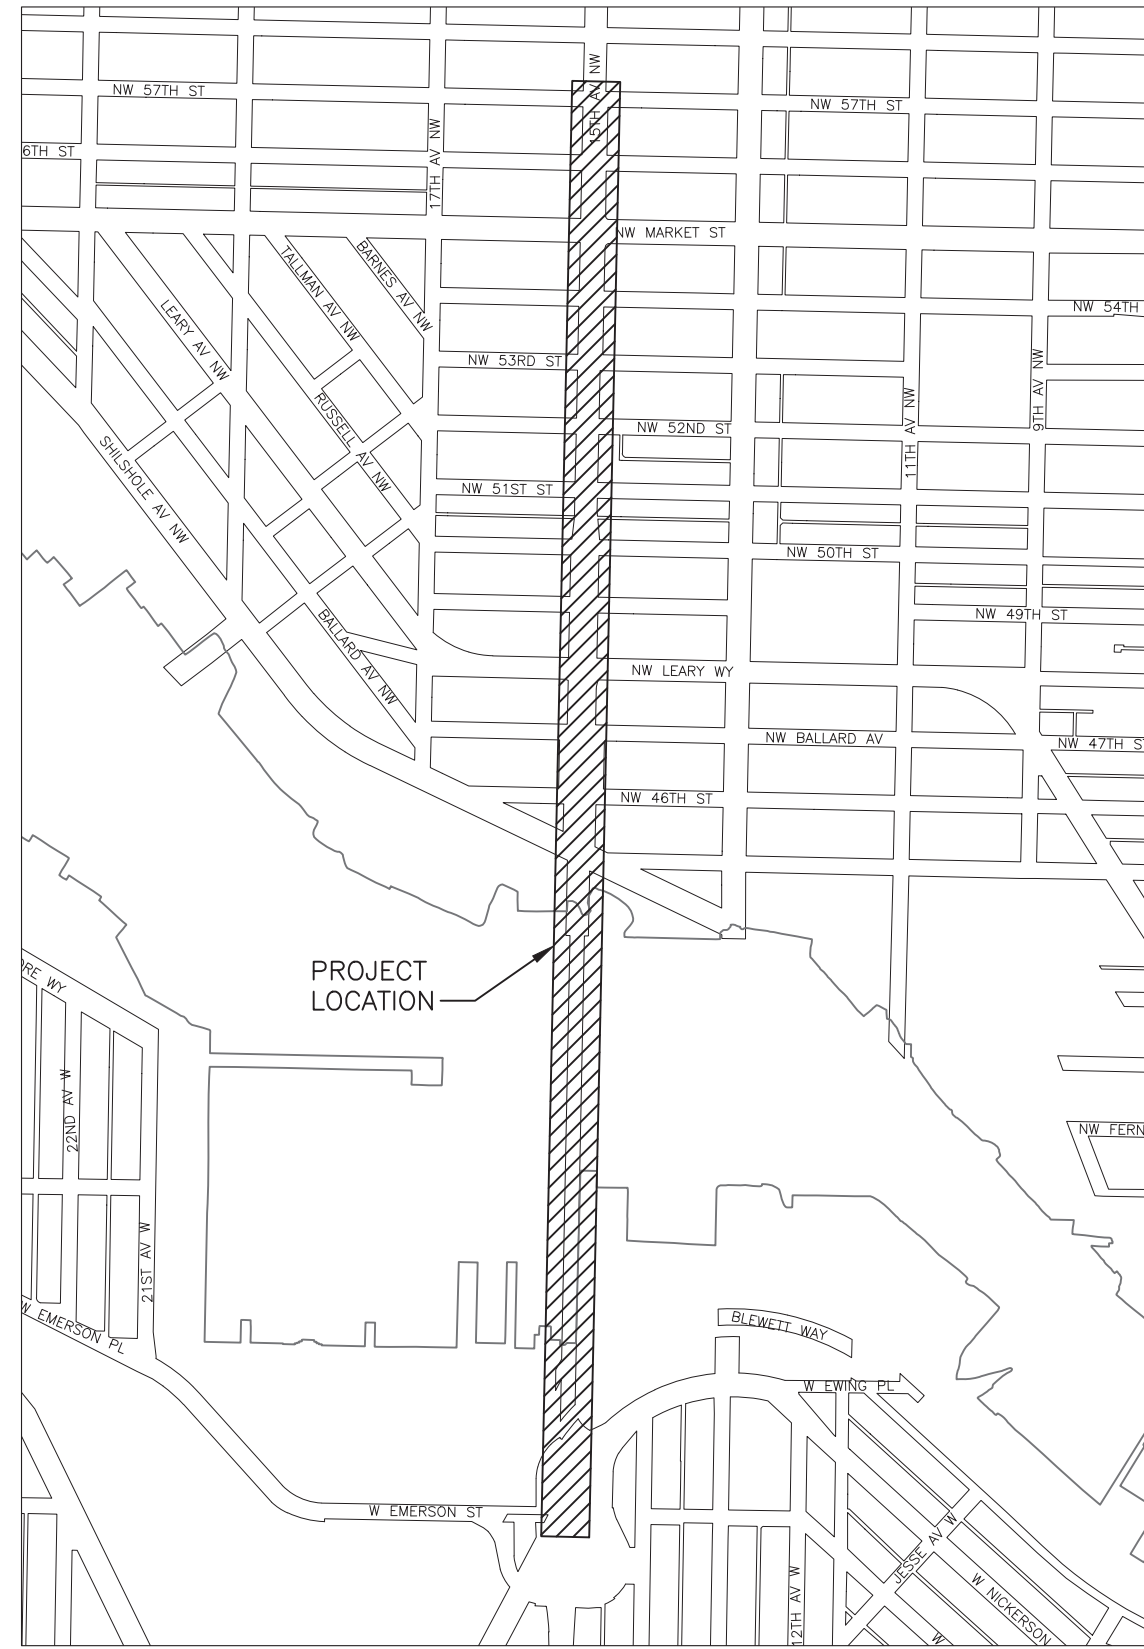 15TH AV NW
NW 57TH ST
NW 57TH ST
17TH AV NW
6TH ST
NW MARKET ST
BARNES AV NW
TALLMAN AV NW
LEARY AV NW
NW 54TH
NW 53RD ST
9TH AV NW
11TH AV NW
RUSSELL AV NW
NW 52ND ST
SHILSHOLE AV NW
NW 51ST ST
NW 50TH ST
BALLARD AV NW
NW 49TH ST
NW LEARY WY
NW BALLARD AV
NW 47TH ST
NW 46TH ST
PROJECT
LOCATION
ORE WY
22ND AV W
NW FERN
21ST AV W
W EMERSON PL
BLEWETT WAY
W EWING PL
W EMERSON ST
JESSE AV W
W NICKERSON
12TH AV W
W